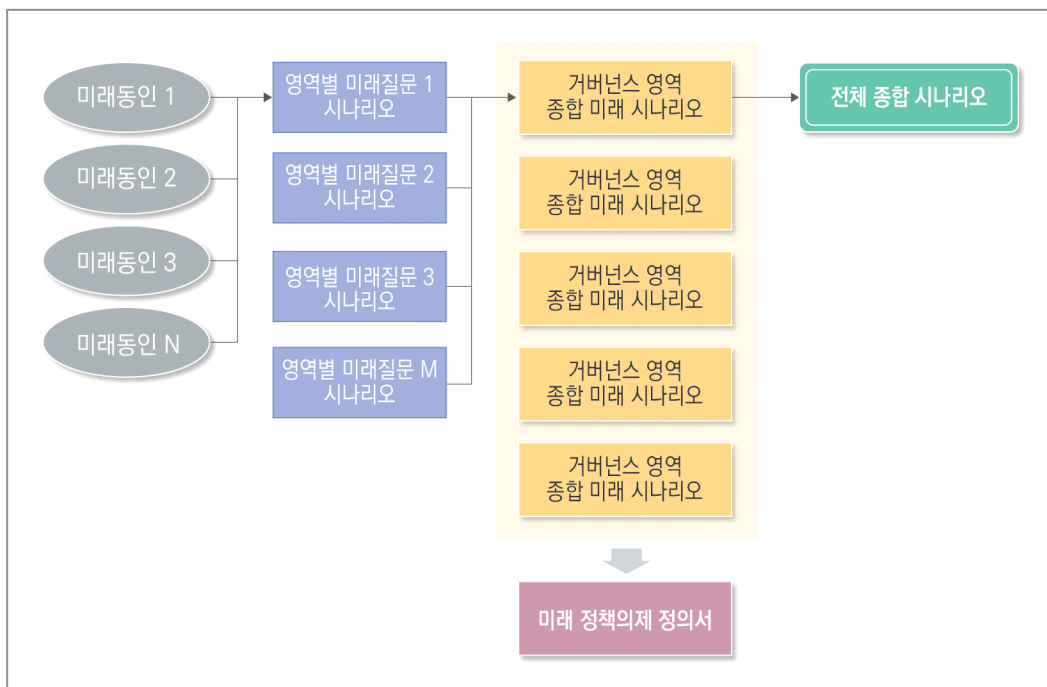 미래동인 1
미래동인 2
미래동인 3
미래동인 N
영역별 미래질문 1
시나리오
영역별 미래질문 2
시나리오
영역별 미래질문 3
시나리오
영역별 미래질문 M
시나리오
거버넌스 영역
종합 미래 시나리오
거버넌스 영역
종합 미래 시나리오
거버넌스 영역
종합 미래 시나리오
거버넌스 영역
종합 미래 시나리오
거버넌스 영역
종합 미래 시나리오
전체 종합 시나리오
미래 정책의제 정의서